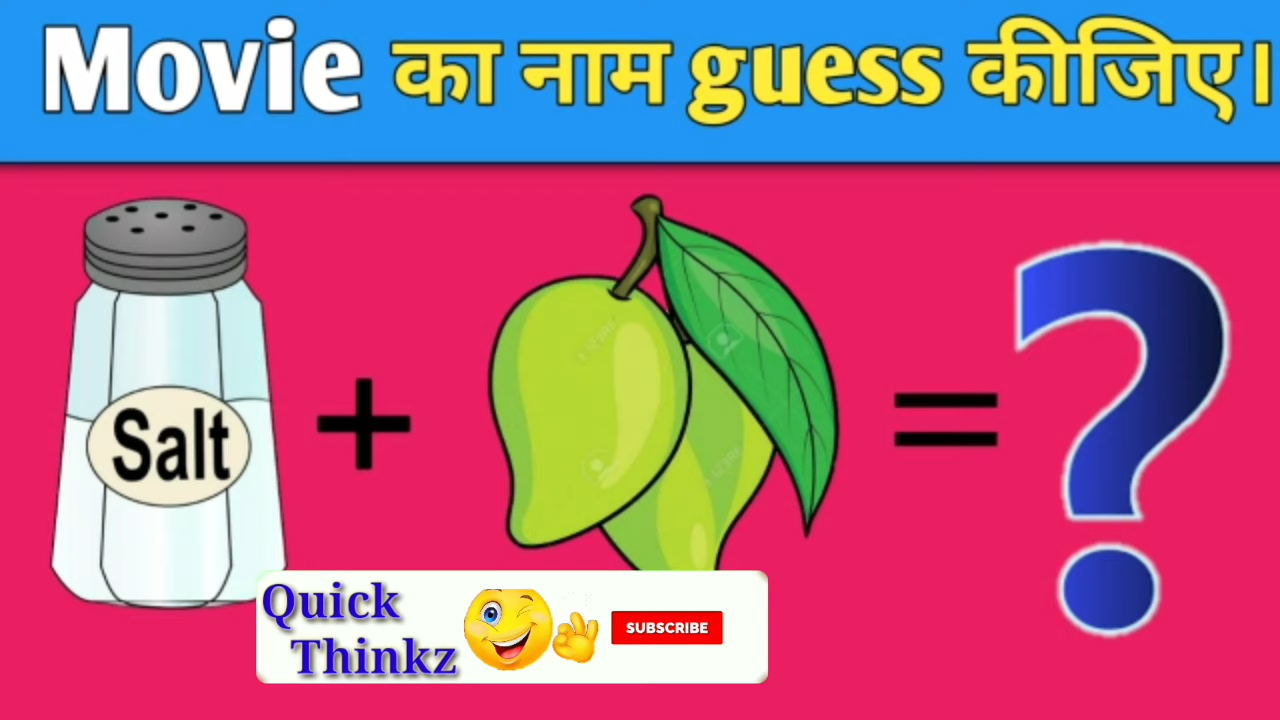 Movie का नाम guess कीजिए।
Salt
+
=
?
Quick
Thinkz
SUBSCRIBE